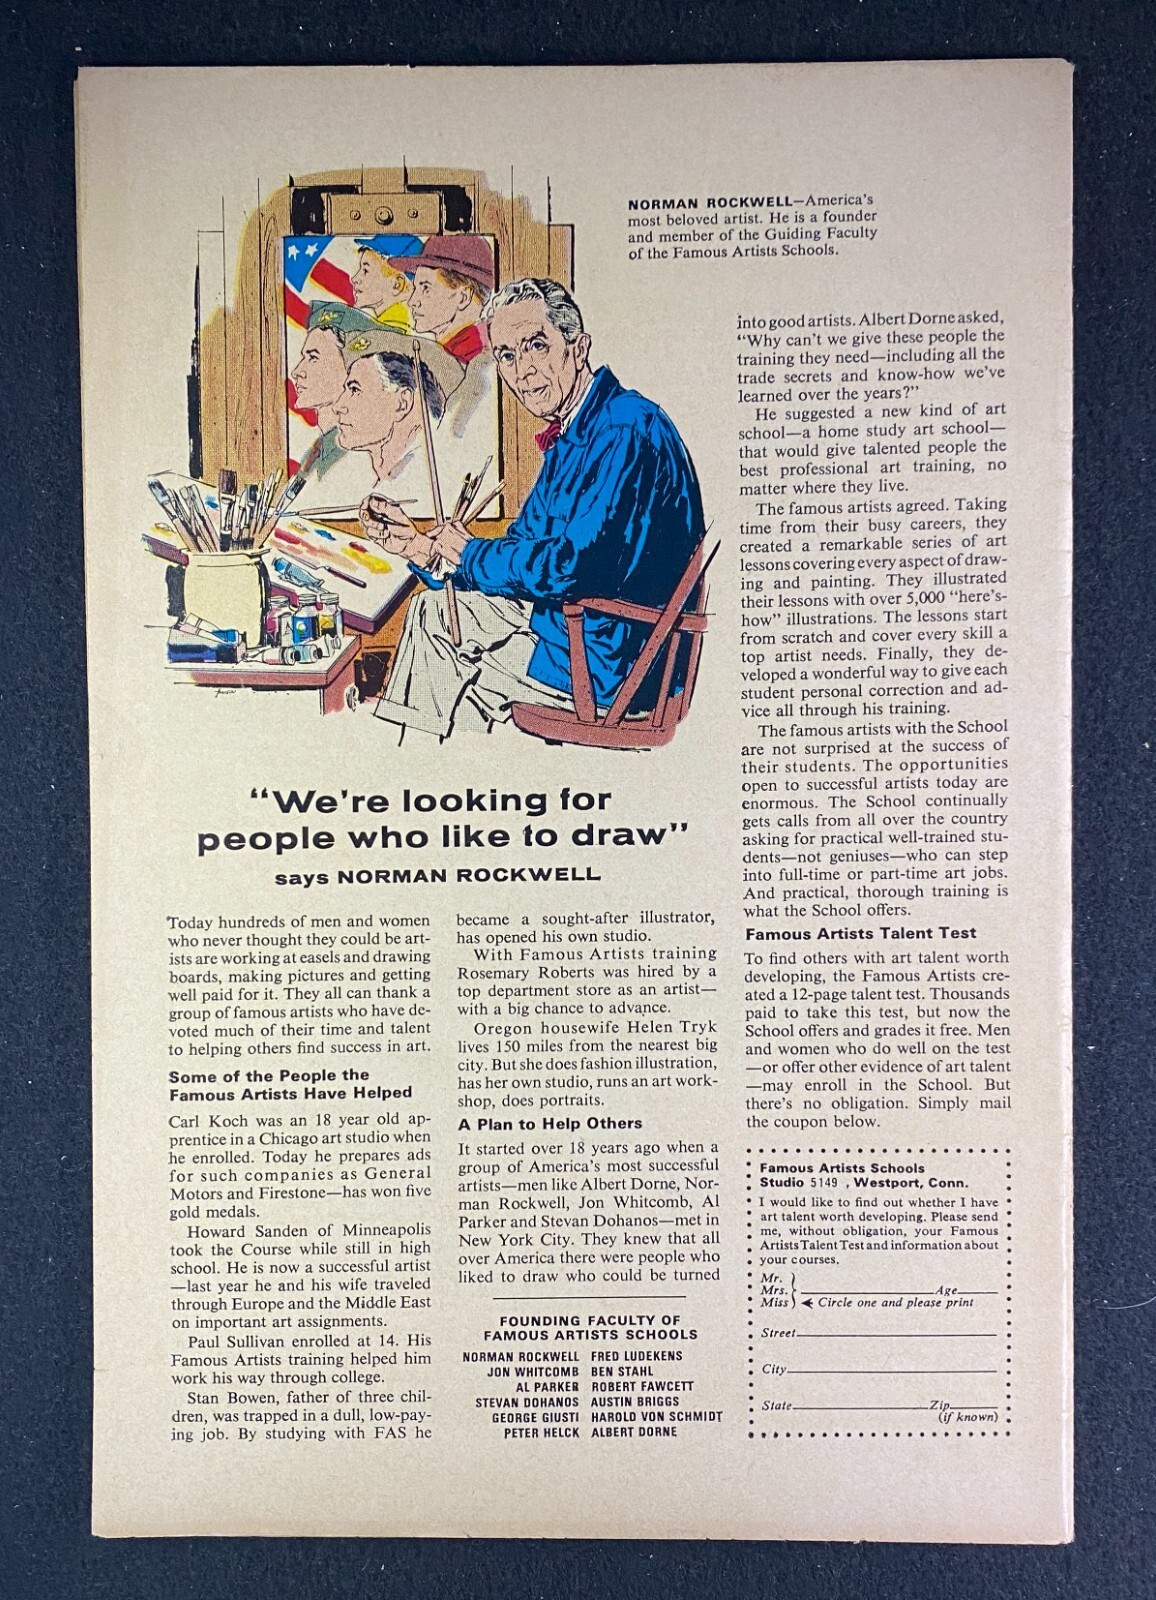 NORMAN ROCKWELL—America's
most beloved artist. He is a founder
and member of the Guiding Faculty
of the Famous Artists Schools.
"We're looking for
people who like to draw"
says NORMAN ROCKWELL
Today hundreds of men and women
who never thought they could be art-
ists are working at easels and drawing
boards, making pictures and getting
well paid for it. They all can thank a
group of famous artists who have de-
voted much of their time and talent
to helping others find success in art.
Some of the People the
Famous Artists Have Helped
Carl Koch was an 18 year old ap-
prentice in a Chicago art studio when
he enrolled. Today he prepares ads
for such companies as General
Motors and Firestone—has won five
gold medals.
Howard Sanden of Minneapolis
took the Course while still in high
school. He is now a successful artist
—last year he and his wife traveled
through Europe and the Middle East
on important art assignments.
Paul Sullivan enrolled at 14. His
Famous Artists training helped him
work his way through college.
Stan Bowen, father of three chil-
dren, was trapped in a dull, low-pay-
ing job. By studying with FAS he
became a sought-after illustrator,
has opened his own studio.
With Famous Artists training
Rosemary Roberts was hired by a
top department store as an artist—
with a big chance to advance.
Oregon housewife Helen Tryk
lives 150 miles from the nearest big
city. But she does fashion illustration,
has her own studio, runs an art work-
shop, does portraits.
A Plan to Help Others
It started over 18 years ago when a
group of America's most successful
artists—men like Albert Dorne, Nor-
man Rockwell, Jon Whitcomb, Al
Parker and Stevan Dohanos—met in
New York City. They knew that all
over America there were people who
liked to draw who could be turned
FOUNDING FACULTY OF
FAMOUS ARTISTS SCHOOLS
NORMAN ROCKWELL FRED LUDEKENS
JON WHITCOMB BEN STAHL
AL PARKER ROBERT FAWCETT
STEVAN DOHANOS AUSTIN BRIGGS
GEORGE GIUSTI HAROLD VON SCHMIDT
PETER HELCK ALBERT DORNE
into good artists. Albert Dorne asked,
"Why can't we give these people the
training they need—including all the
trade secrets and know-how we've
learned over the years?"
He suggested a new kind of art
school—a home study art school—
that would give talented people the
best professional art training, no
matter where they live.
The famous artists agreed. Taking
time from their busy careers, they
created a remarkable series of art
lessons covering every aspect of draw-
ing and painting. They illustrated
their lessons with over 5,000 "here's-
how" illustrations. The lessons start
from scratch and cover every skill a
top artist needs. Finally, they de-
veloped a wonderful way to give each
student personal correction and ad-
vice all through his training.
The famous artists with the School
are not surprised at the success of
their students. The opportunities
open to successful artists today are
enormous. The School continually
gets calls from all over the country
asking for practical well-trained stu-
dents—not geniuses—who can step
into full-time or part-time art jobs.
And practical, thorough training is
what the School offers.
Famous Artists Talent Test
To find others with art talent worth
developing, the Famous Artists cre-
ated a 12-page talent test. Thousands
paid to take this test, but now the
School offers and grades it free. Men
and women who do well on the test
—or offer other evidence of art talent
—may enroll in the School. But
there's no obligation. Simply mail
the coupon below.
Famous Artists Schools
Studio 5149 , Westport, Conn.
I would like to find out whether I have
art talent worth developing. Please send
me, without obligation, your Famous
Artists Talent Test and information about
your courses.
Mr.
Mrs. Age
Miss Circle one and please print
Street
City
State Zip
(if known)